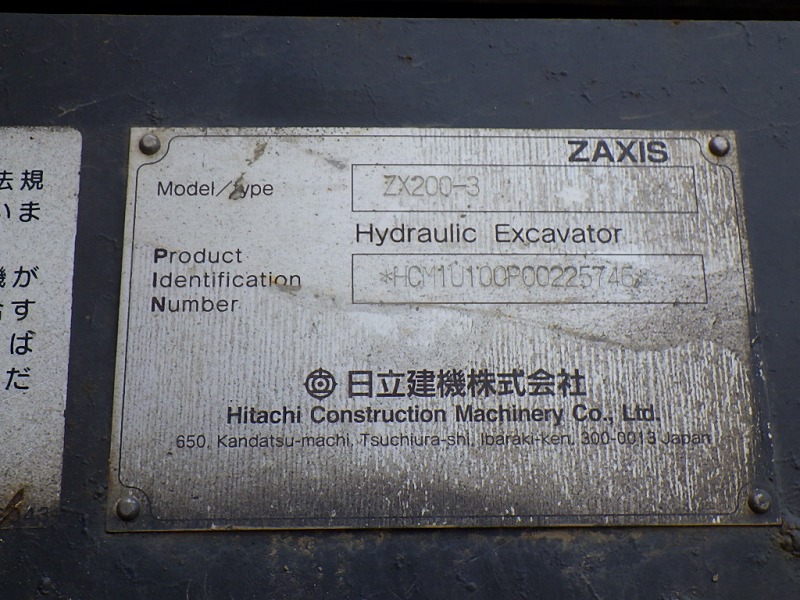 法規
いま
機が
す
ば
だ
ZAXIS
Model/type
ZX200-3
Hydraulic Excavator
Product
Identification
Number
*HCM1U100P00225746*
日立建機株式会社
Hitachi Construction Machinery Co., Ltd.
650, Kandatsu-machi, Tsuchiura-shi, Ibaraki-ken, 300-0013 Japan